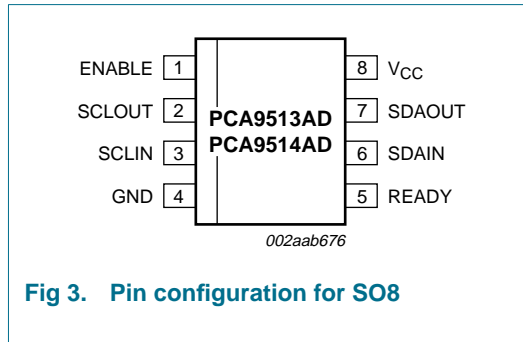 ENABLE 1 8 VCC
SCLOUT 2 PCA9513AD 7 SDAOUT
SCLIN 3 PCA9514AD 6 SDAIN
GND 4 5 READY
002aab676
Fig 3. Pin configuration for SO8